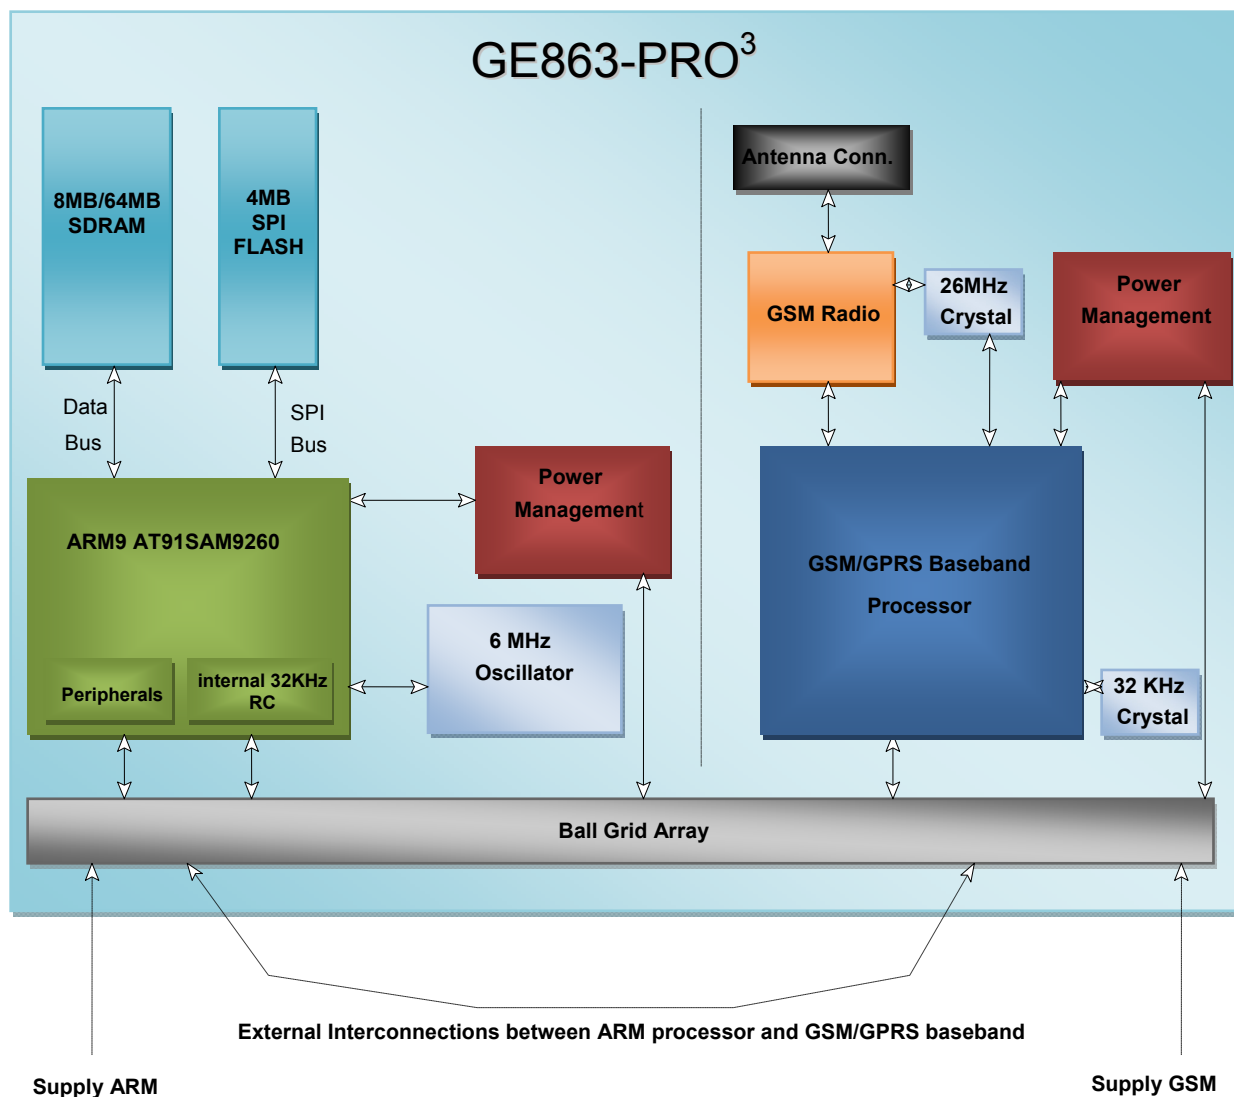 GE863-PRO3
8MB/64MB
SDRAM
4MB
SPI
FLASH
Antenna Conn.
GSM Radio
26MHz
Crystal
Power
Management
Data
Bus
SPI
Bus
Power
Management
ARM9 AT91SAM9260
GSM/GPRS Baseband
Processor
6 MHz
Oscillator
Peripherals
internal 32KHz
RC
32 KHz
Crystal
Ball Grid Array
External Interconnections between ARM processor and GSM/GPRS baseband
Supply ARM
Supply GSM